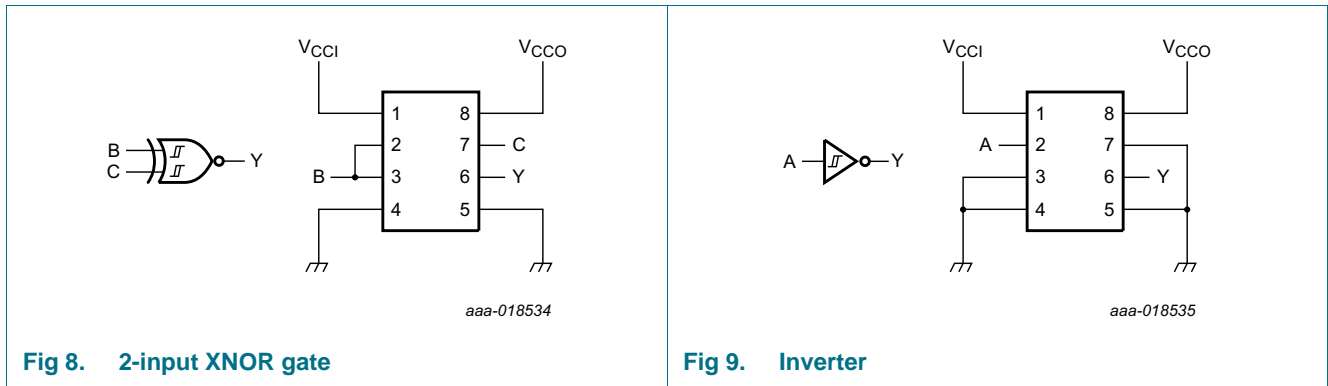 VCCI VCCO
1 8
B 2 7 C
C Y B 3 6 Y
4 5
aaa-018534
Fig 8. 2-input XNOR gate
VCCI VCCO
1 8
A 2 7
A Y 3 6 Y
4 5
aaa-018535
Fig 9. Inverter